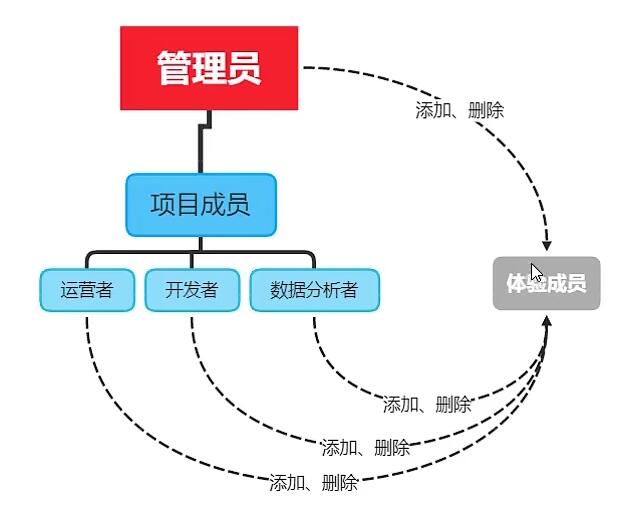 管理员
添加、删除
项目成员
体验成员
运营者
开发者
数据分析者
添加、删除
添加、删除
添加、删除